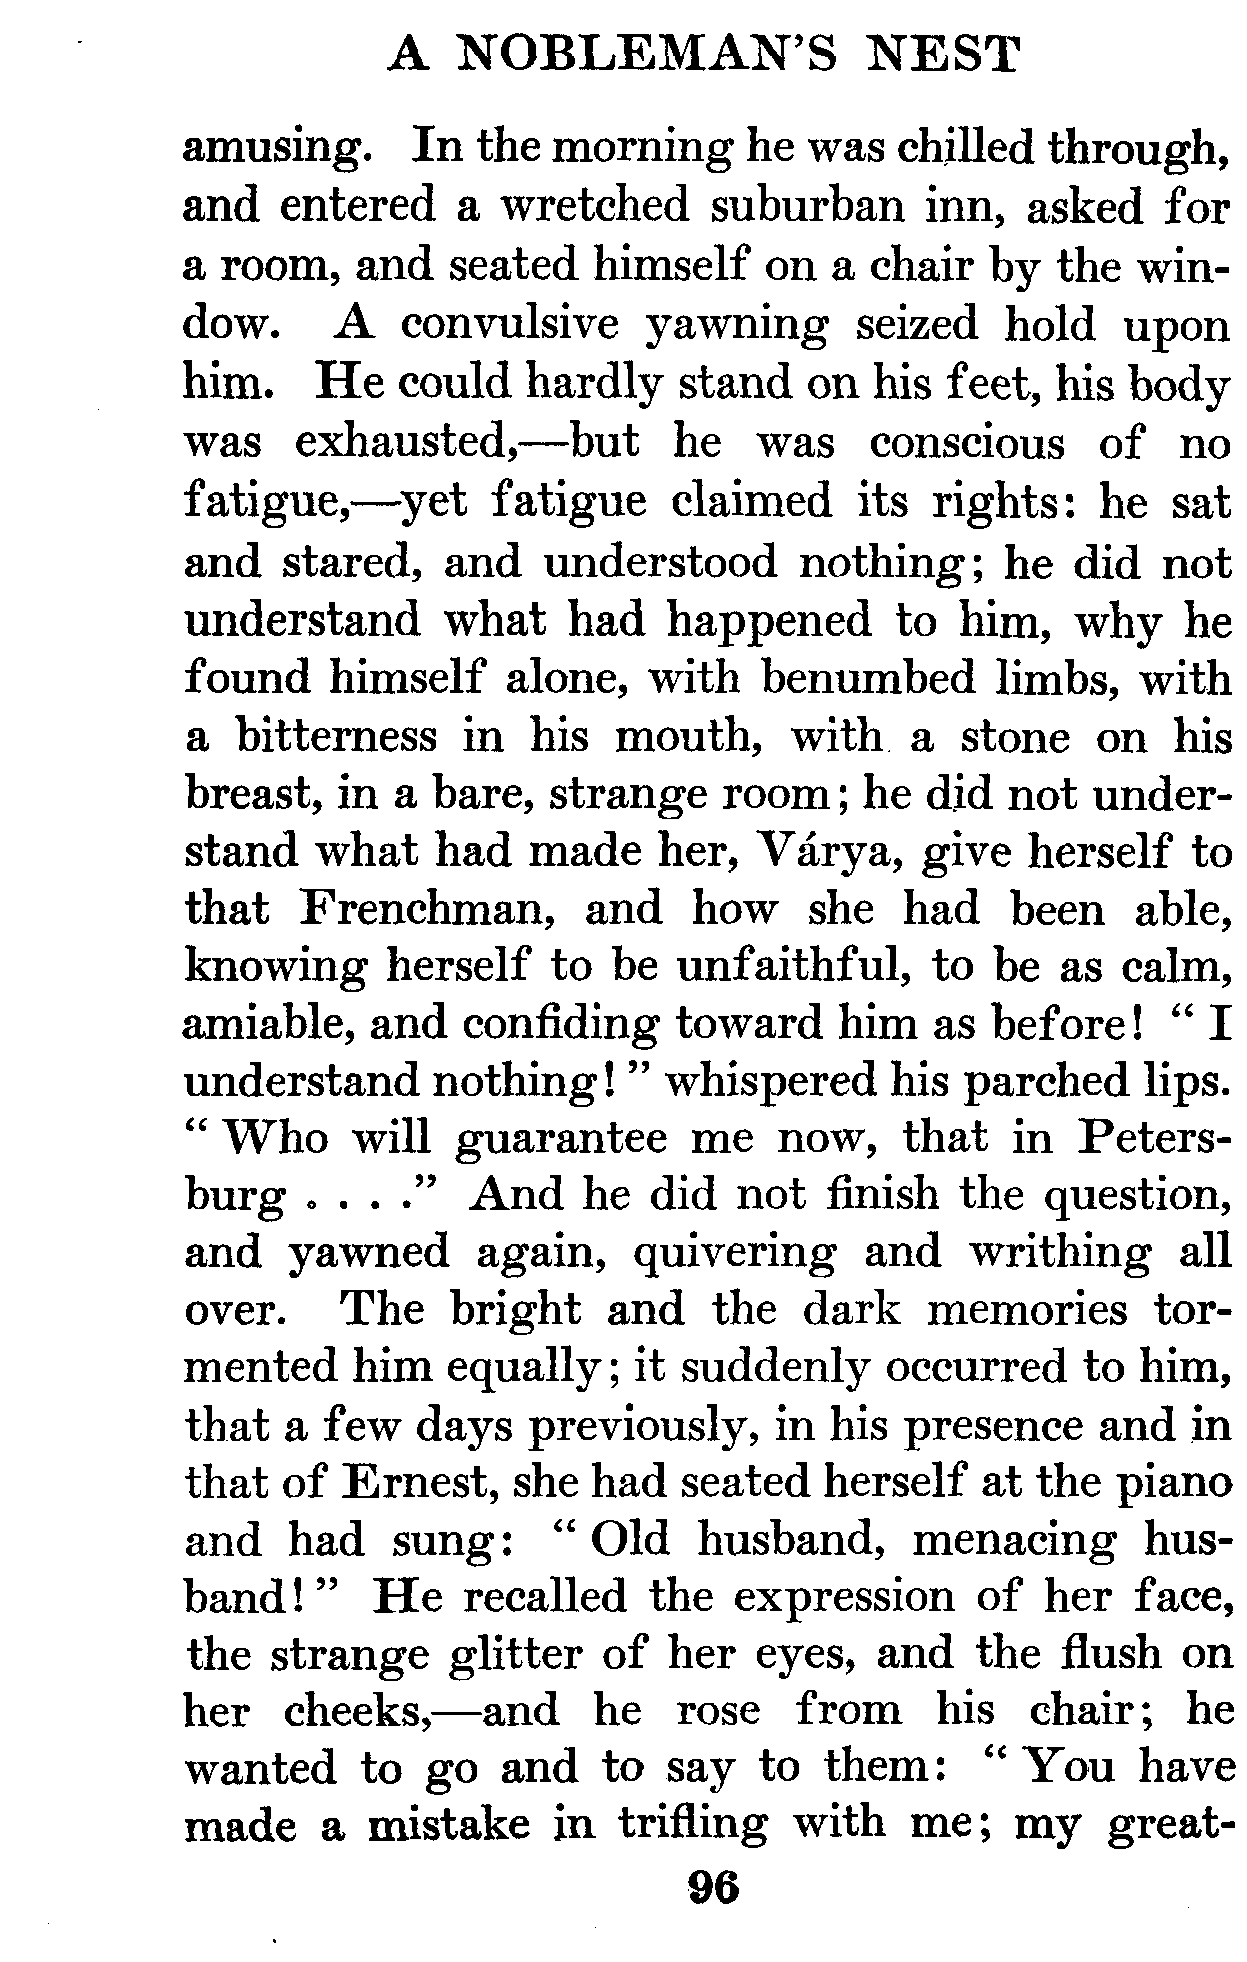 A NOBLEMAN'S NEST
amusing. In the morning he was chilled through,
and entered a wretched suburban inn, asked for
a room, and seated himself on a chair by the win-
dow. A convulsive yawning seized hold upon
him. He could hardly stand on his feet, his body
was exhausted,—but he was conscious of no
fatigue,—yet fatigue claimed its rights: he sat
and stared, and understood nothing; he did not
understand what had happened to him, why he
found himself alone, with benumbed limbs, with
a bitterness in his mouth, with a stone on his
breast, in a bare, strange room; he did not under-
stand what had made her, Várya, give herself to
that Frenchman, and how she had been able,
knowing herself to be unfaithful, to be as calm,
amiable, and confiding toward him as before! “ I
understand nothing! ” whispered his parched lips.
“ Who will guarantee me now, that in Peters-
burg . . . .” And he did not finish the question,
and yawned again, quivering and writhing all
over. The bright and the dark memories tor-
mented him equally; it suddenly occurred to him,
that a few days previously, in his presence and in
that of Ernest, she had seated herself at the piano
and had sung: “ Old husband, menacing hus-
band! ” He recalled the expression of her face,
the strange glitter of her eyes, and the flush on
her cheeks,—and he rose from his chair; he
wanted to go and to say to them: “ You have
made a mistake in trifling with me; my great-
96